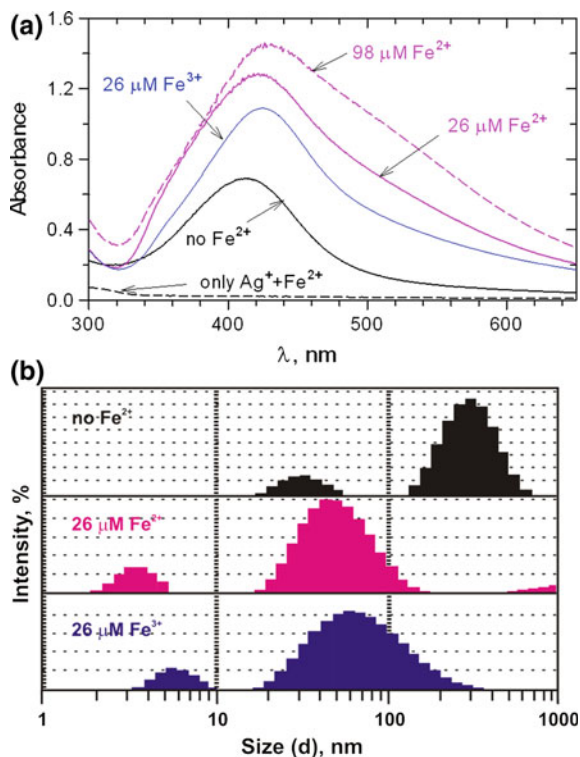 (a)
1.6
98 μM Fe²⁺
26 μM Fe³⁺
1.2
26 μM Fe²⁺
Absorbance
0.8
no Fe²⁺
0.4
only Ag⁺+Fe²⁺
0.0
300 400 500 600
λ, nm
(b)
no Fe²⁺
26 μM Fe²⁺
Intensity, %
26 μM Fe³⁺
1 10 100 1000
Size (d), nm